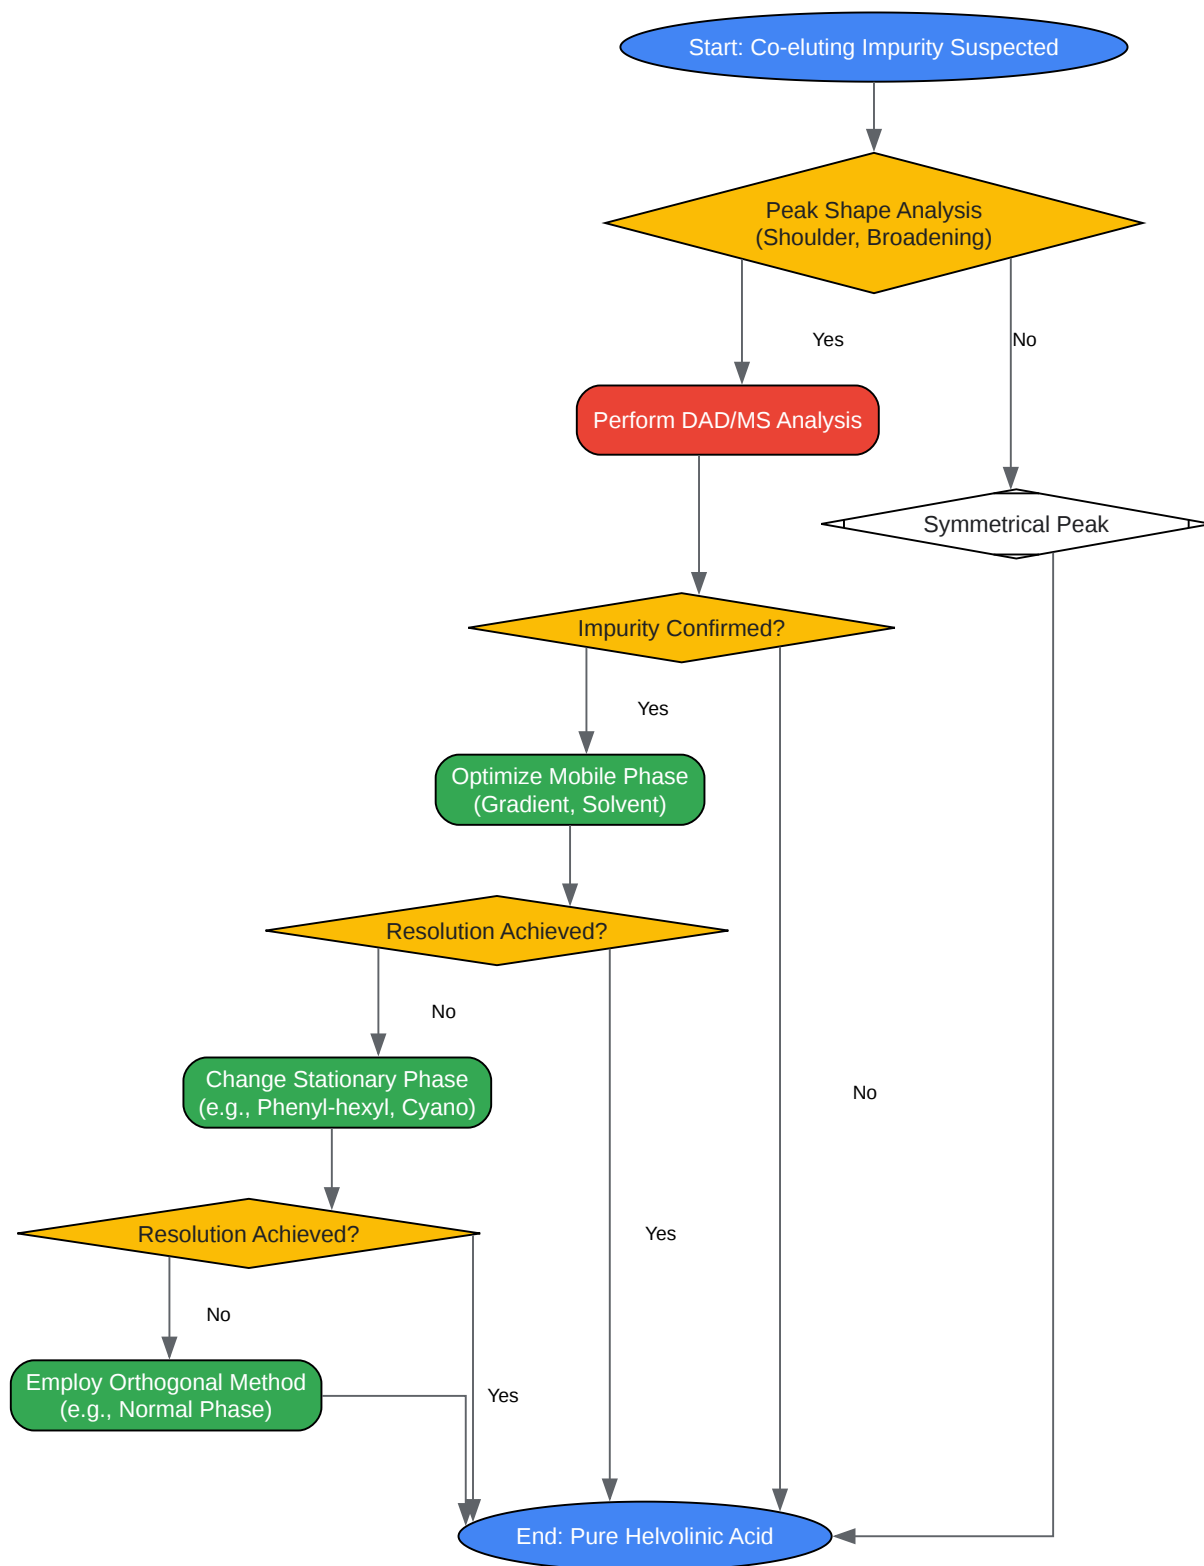 Start: Co-eluting Impurity Suspected
Peak Shape Analysis
(Shoulder, Broadening)
Yes
No
Perform DAD/MS Analysis
Symmetrical Peak
Impurity Confirmed?
Yes
Optimize Mobile Phase
(Gradient, Solvent)
Resolution Achieved?
No
Change Stationary Phase
(e.g., Phenyl-hexyl, Cyano)
No
Resolution Achieved?
Yes
No
Employ Orthogonal Method
(e.g., Normal Phase)
Yes
End: Pure Helvolinic Acid